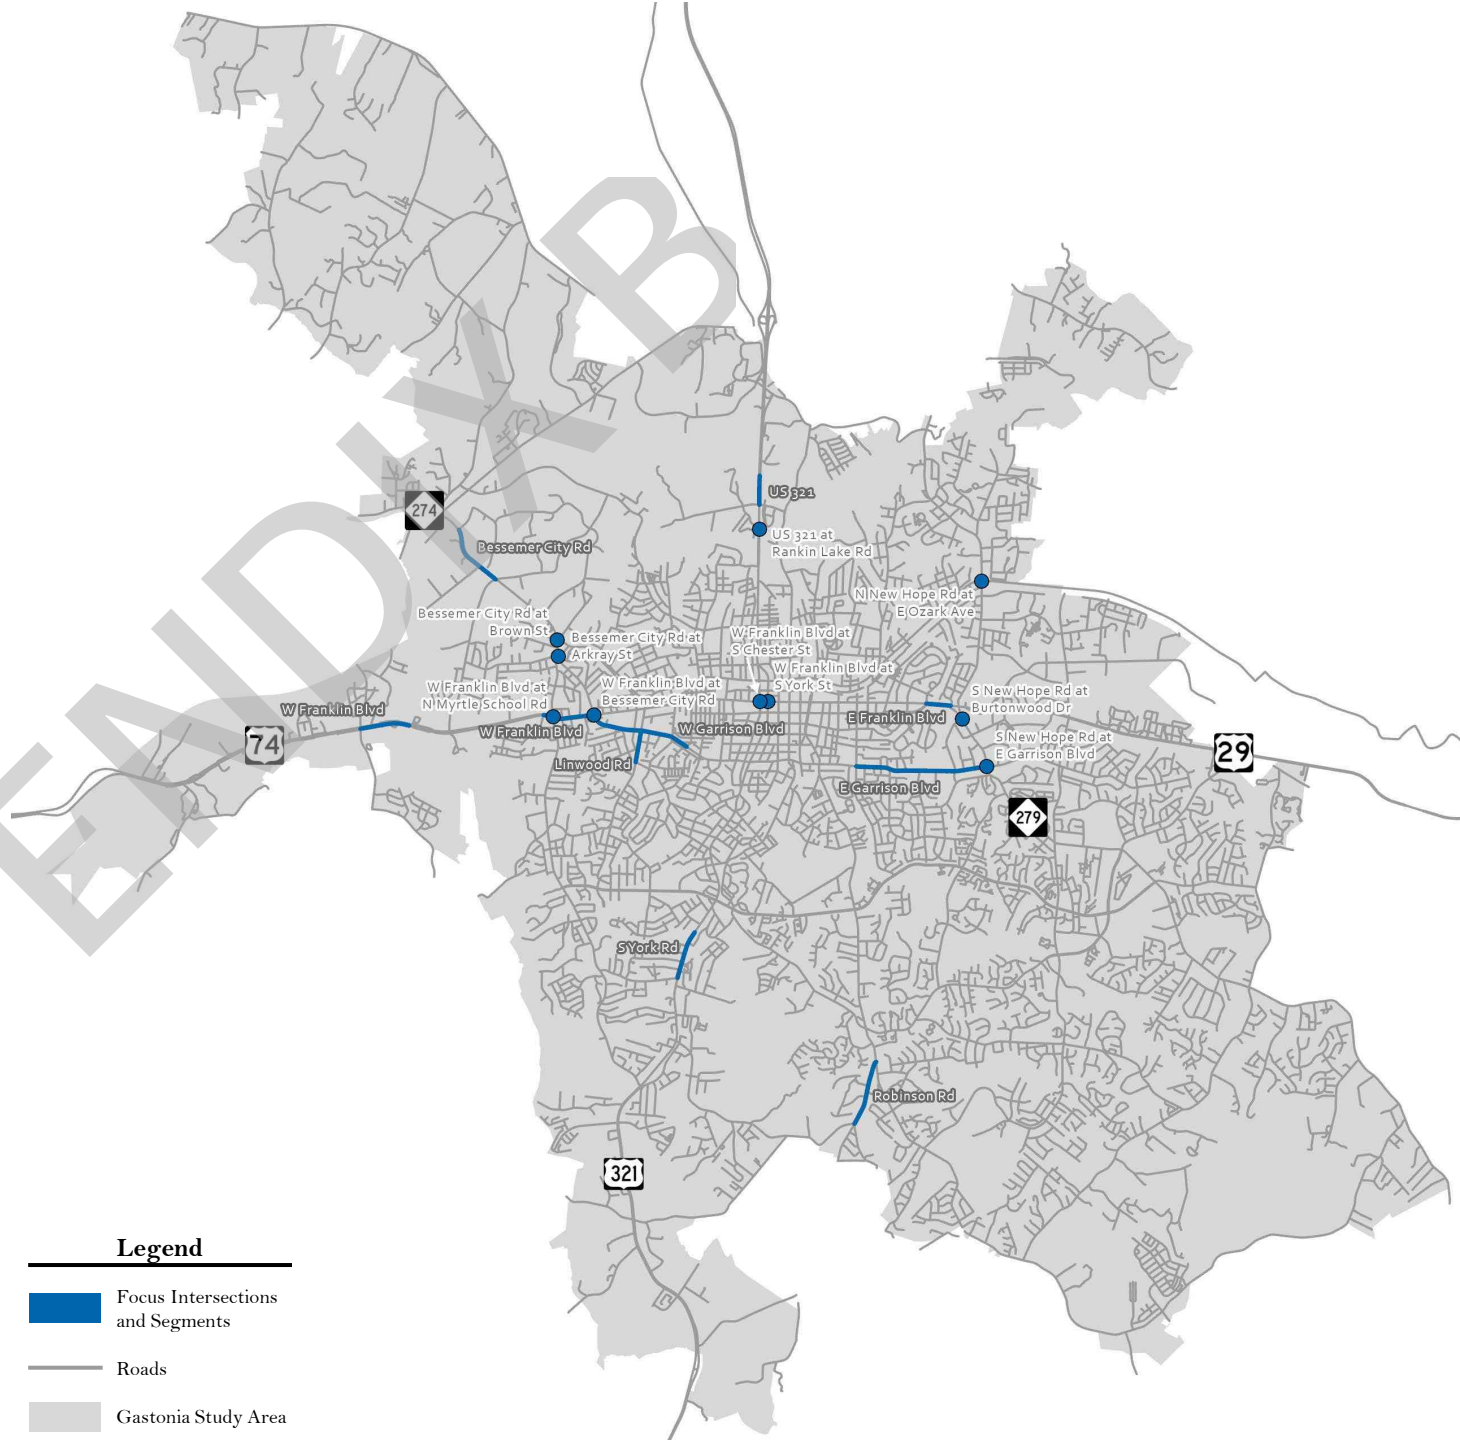 ENDIX B
US 321
274
US 321 at
Rankin Lake Rd
Bessemer City Rd
N New Hope Rd at
E Ozark Ave
Bessemer City Rd at
Brown St
Bessemer City Rd at
Arkray St
W Franklin Blvd at
S Chester St
W Franklin Blvd at
S York St
W Franklin Blvd at
N Myrtle School Rd
W Franklin Blvd at
Bessemer City Rd
S New Hope Rd at
Burtonwood Dr
W Franklin Blvd
E Franklin Blvd
W Franklin Blvd
W Garrison Blvd
S New Hope Rd at
E Garrison Blvd
74
29
Linwood Rd
E Garrison Blvd
279
S York Rd
Robinson Rd
321
Legend
Focus Intersections
and Segments
Roads
Gastonia Study Area